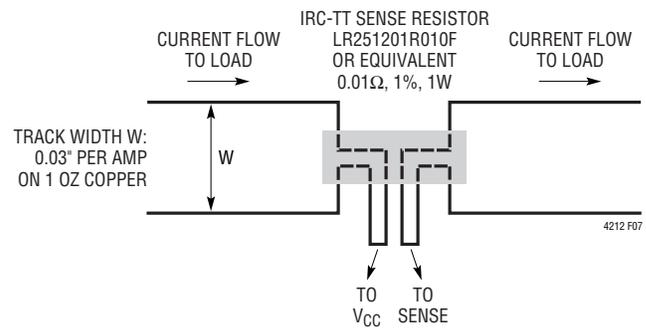 IRC-TT SENSE RESISTOR
LR251201R010F
OR EQUIVALENT
0.01Ω, 1%, 1W
CURRENT FLOW
TO LOAD
CURRENT FLOW
TO LOAD
TRACK WIDTH W:
0.03" PER AMP
ON 1 OZ COPPER
W
4212 F07
TO
VCC
TO
SENSE